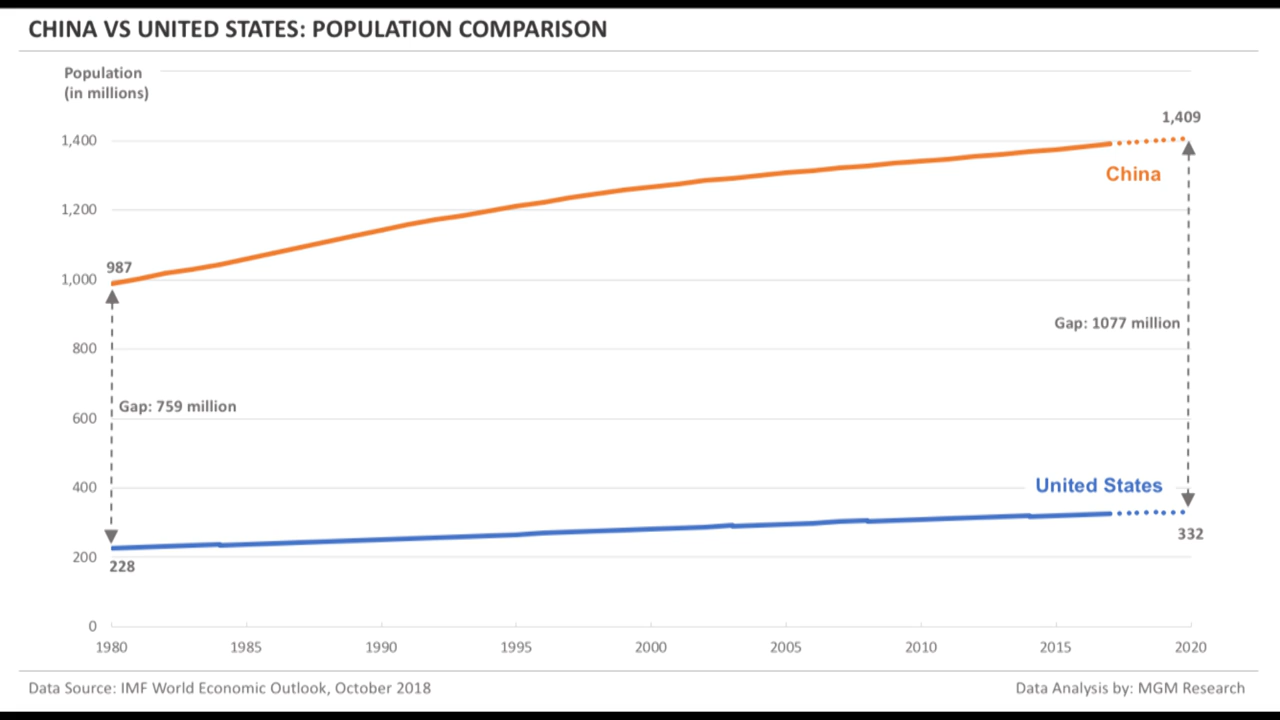 CHINA VS UNITED STATES: POPULATION COMPARISON
Population
(in millions)
1,409
1,400
China
1,200
987
1,000
Gap: 1077 million
800
Gap: 759 million
600
United States
400
332
200
228
0
1980 1985 1990 1995 2000 2005 2010 2015 2020
Data Source: IMF World Economic Outlook, October 2018
Data Analysis by: MGM Research